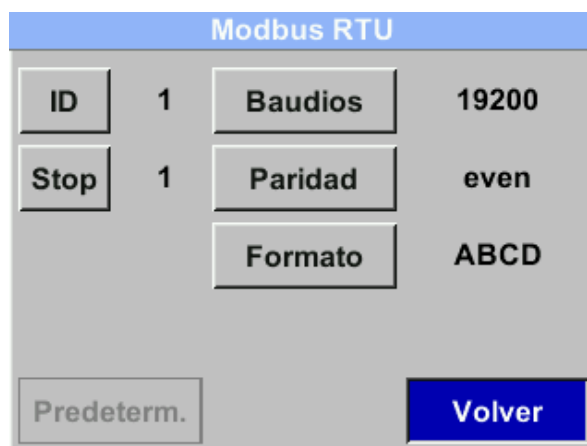 Modbus RTU
ID 1 Baudios 19200
Stop 1 Paridad even
Formato ABCD
Predeterm. Volver